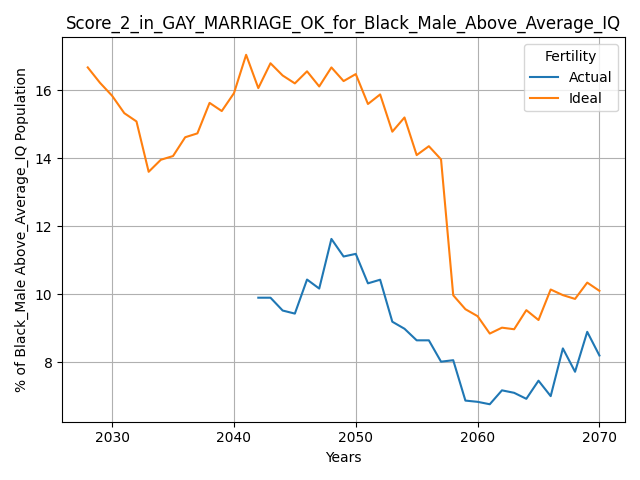 Score_2_in_GAY_MARRIAGE_OK_for_Black_Male_Above_Average_IQ
Fertility
Actual
Ideal
% of Black_Male Above_Average_IQ Population
16
14
12
10
8
2030
2040
2050
2060
2070
Years